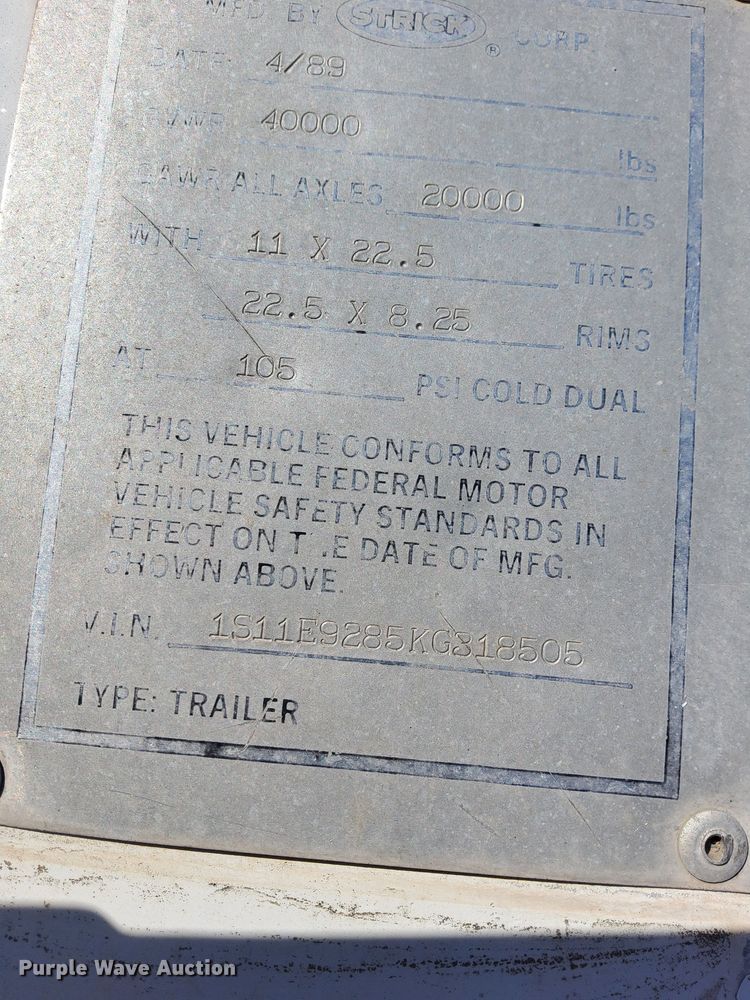 MFD BY STRICK ® CORP.
DATE: 4/89
GVWR 40000 lbs
GAWR ALL AXLES 20000 lbs
WITH 11 X 22.5 TIRES
22.5 X 8.25 RIMS
AT 105 PSI COLD DUAL
THIS VEHICLE CONFORMS TO ALL
APPLICABLE FEDERAL MOTOR
VEHICLE SAFETY STANDARDS IN
EFFECT ON THE DATE OF MFG.
SHOWN ABOVE.
V.I.N. 1S11E9285KG318505
TYPE: TRAILER
Purple Wave Auction